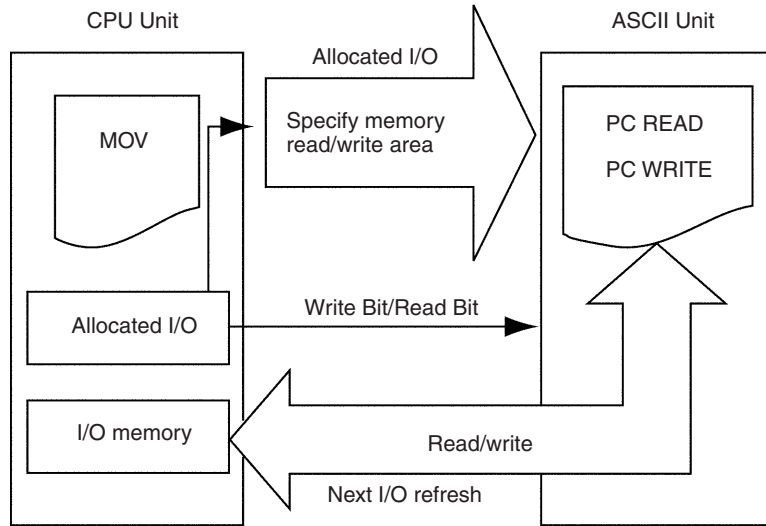 CPU Unit
ASCII Unit
Allocated I/O
MOV
Specify memory
read/write area
PC READ
PC WRITE
Allocated I/O
Write Bit/Read Bit
I/O memory
Read/write
Next I/O refresh